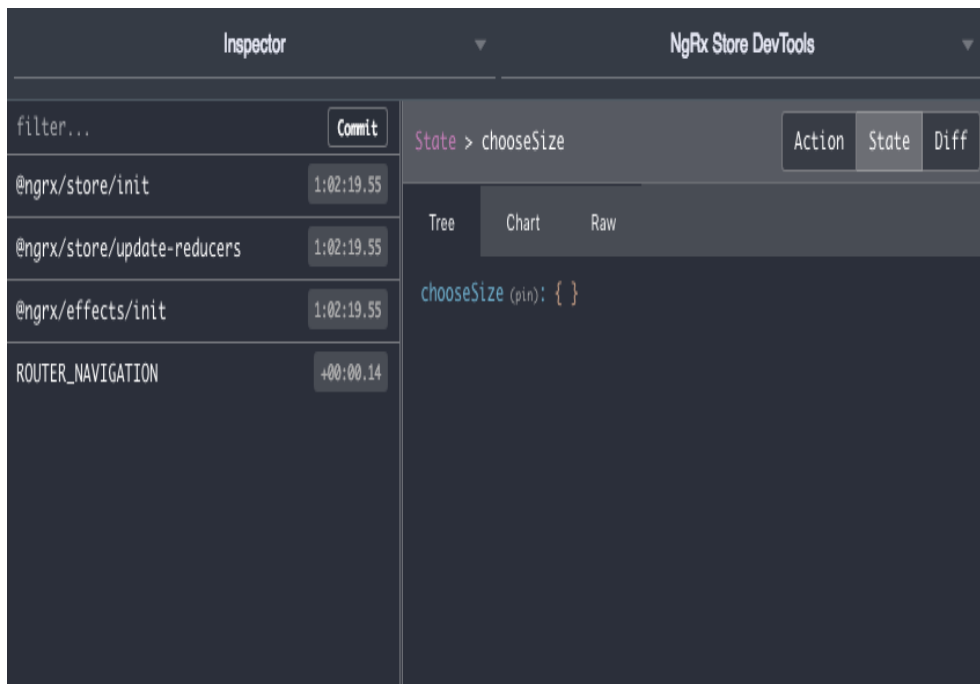 Inspector
NgRx Store DevTools
filter...
Commit
@ngrx/store/init
1:02:19.55
@ngrx/store/update-reducers
1:02:19.55
@ngrx/effects/init
1:02:19.55
ROUTER_NAVIGATION
+00:00.14
State > chooseSize
Action
State
Diff
Tree
Chart
Raw
chooseSize (pin): { }